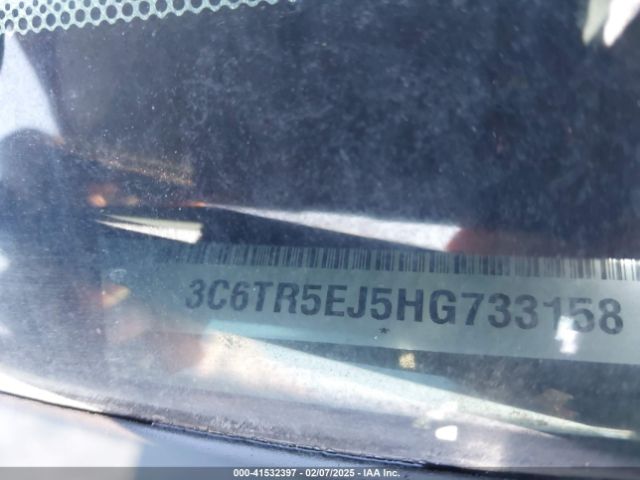 3C6TR5EJ5HG733158
*
000-41532397 - 02/07/2025 - IAA Inc.